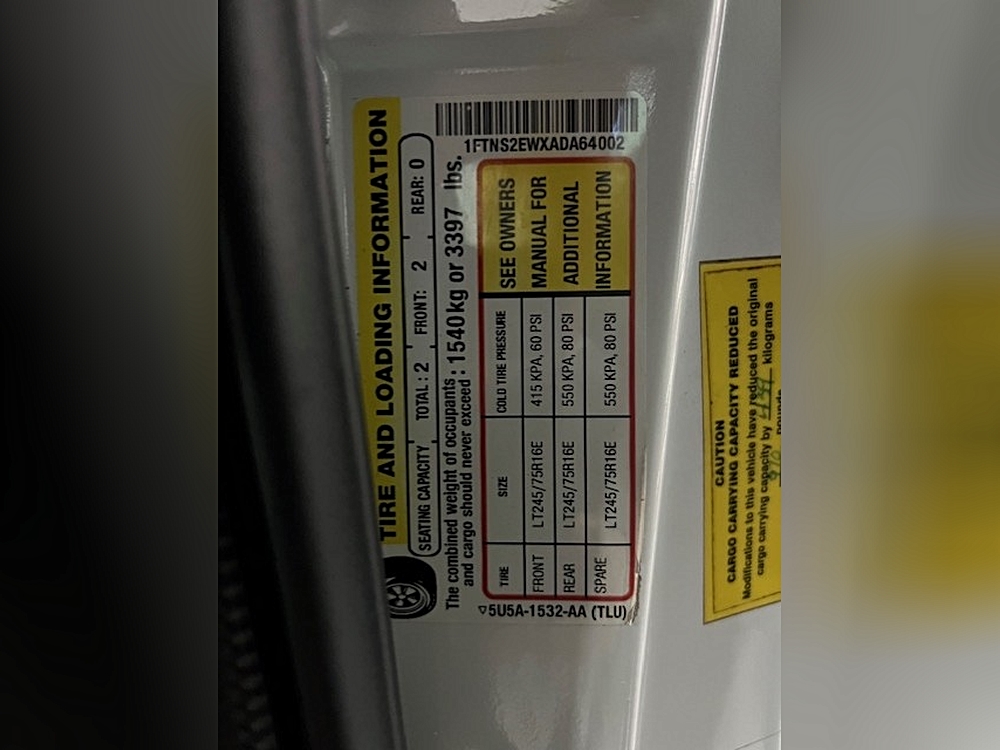 TIRE AND LOADING INFORMATION
SEATING CAPACITY TOTAL : 2 FRONT: 2 REAR: 0
The combined weight of occupants : 1540kg or 3397 lbs.
and cargo should never exceed
TIRE SIZE COLD TIRE PRESSURE SEE OWNERS
FRONT LT245/75R16E 415 KPA, 60 PSI MANUAL FOR
REAR LT245/75R16E 550 KPA, 80 PSI ADDITIONAL
SPARE LT245/75R16E 550 KPA, 80 PSI INFORMATION
5U5A-1532-AA (TLU)
1FTNS2EWXADA64002
CAUTION
CARGO CARRYING CAPACITY REDUCED
Modifications to this vehicle have reduced the original
cargo carrying capacity by kilograms